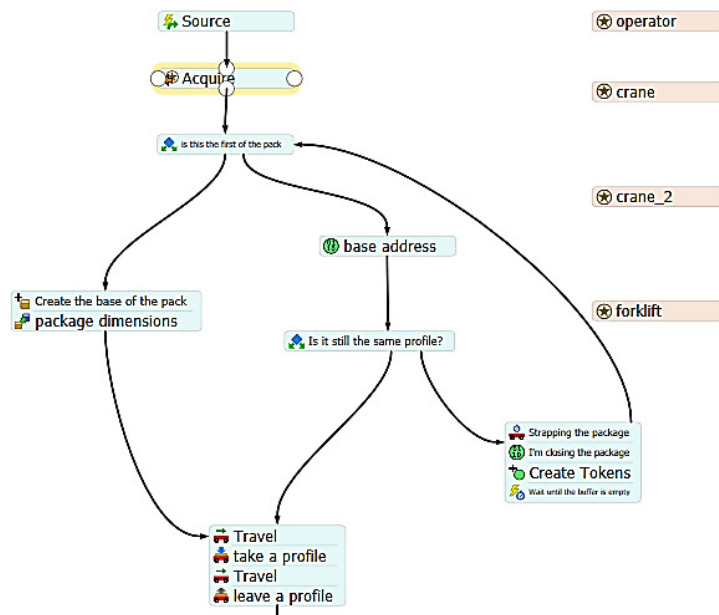 Source
operator
Acquire
crane
is this the first of the pack
crane_2
base address
Create the base of the pack
package dimensions
forklift
Is it still the same profile?
Strapping the package
I'm closing the package
Create Tokens
Wait until the buffer is empty
Travel
take a profile
Travel
leave a profile